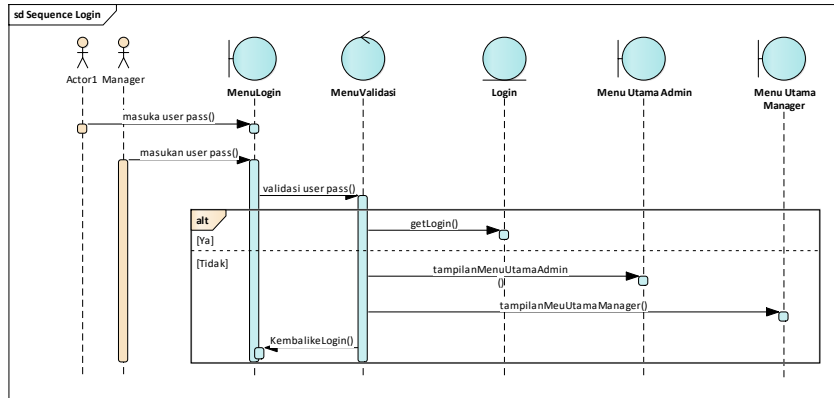 sd Sequence Login
Actor1 Manager
MenuLogin
MenuValidasi
Login
Menu Utama Admin
Menu Utama
Manager
masuka user pass()
masukan user pass()
validasi user pass()
alt
getLogin()
[Ya]
[Tidak]
tampilanMenuUtamaAdmin
()
tampilanMeuUtamaManager()
KembalikeLogin()